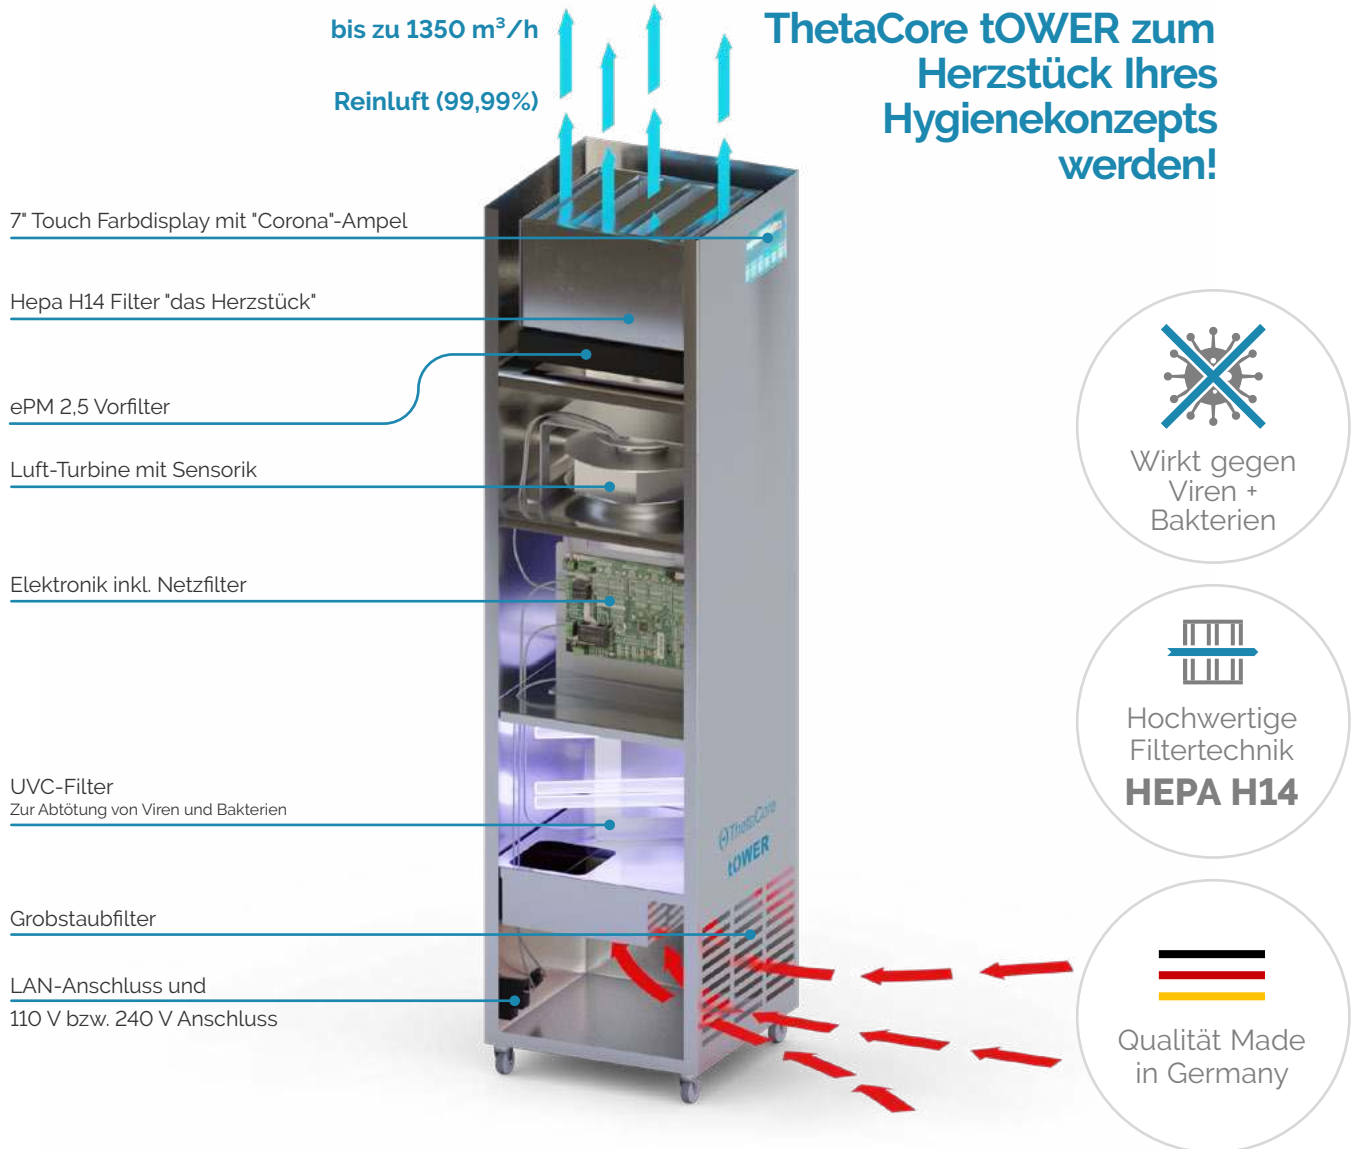 bis zu 1350 m³/h
Reinluft (99,99%)
ThetaCore tOWER zum
Herzstück Ihres
Hygienekonzepts
werden!
7" Touch Farbdisplay mit "Corona"-Ampel
Hepa H14 Filter "das Herzstück"
ePM 2,5 Vorfilter
Luft-Turbine mit Sensorik
Elektronik inkl. Netzfilter
UVC-Filter
Zur Abtötung von Viren und Bakterien
Grobstaubfilter
LAN-Anschluss und
110 V bzw. 240 V Anschluss
ThetaCore
tOWER
Wirkt gegen
Viren +
Bakterien
Hochwertige
Filtertechnik
HEPA H14
Qualität Made
in Germany